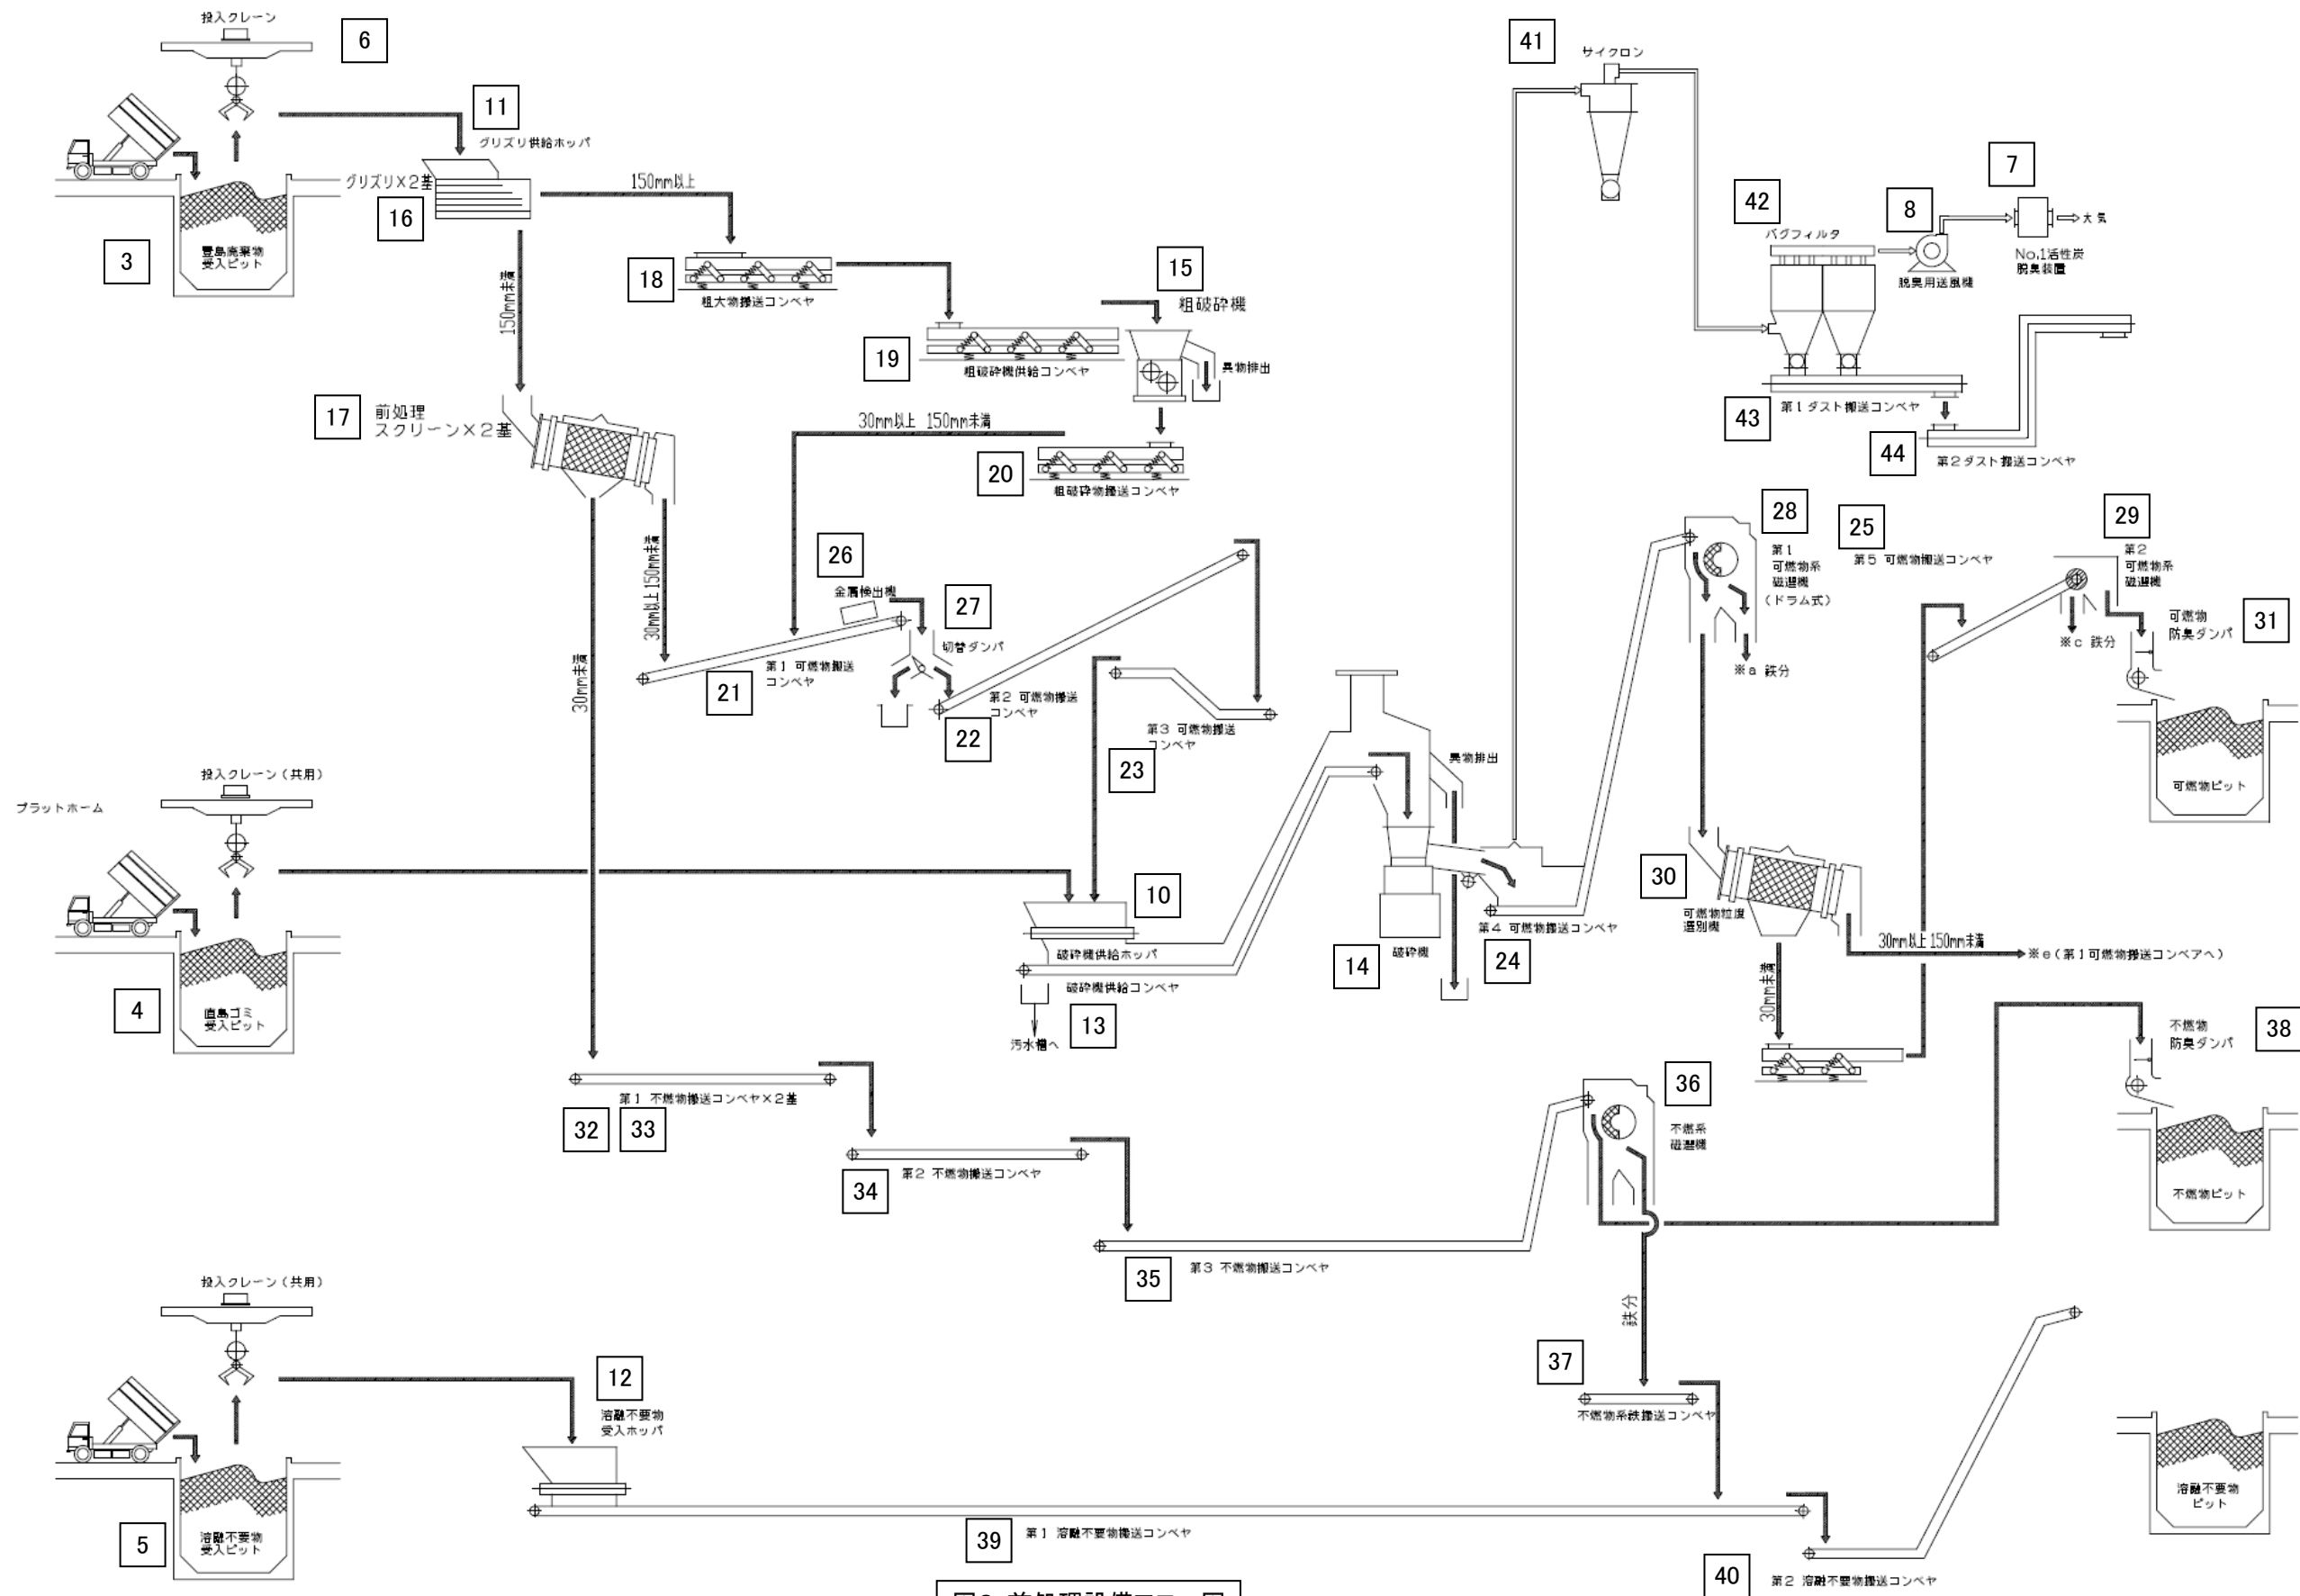 投入クレーン
6
11
グリズリ供給ホッパ
グリズリ×2基
16
150mm以上
3
豊島廃棄物
受入ピット
150mm未満
18
粗大物搬送コンベヤ
15
粗破砕機
19
粗破砕機供給コンベヤ
異物排出
17
前処理
スクリーン×2基
30mm以上 150mm未満
20
粗破砕物搬送コンベヤ
41
サイクロン
42
バグフィルタ
8
脱臭用送風機
7
大気
No.1活性炭
脱臭装置
43
第1ダスト搬送コンベヤ
44
第2ダスト搬送コンベヤ
30mm未満
30mm以上 150mm未満
26
金属検出機
27
切替ダンパ
21
第1 可燃物搬送
コンベヤ
22
第2 可燃物搬送
コンベヤ
第3 可燃物搬送
コンベヤ
23
28
第1
可燃物系
磁選機
(ドラム式)
※a 鉄分
25
第5 可燃物搬送コンベヤ
29
第2
可燃物系
磁選機
※c 鉄分
可燃物
防臭ダンパ
31
可燃物ピット
プラットホーム
投入クレーン(共用)
4
直島ゴミ
受入ピット
10
破砕機供給ホッパ
破砕機供給コンベヤ
13
汚水槽へ
異物排出
14
破砕機
第4 可燃物搬送コンベヤ
24
30
可燃物粒度
選別機
30mm以上 150mm未満
※e(第1可燃物搬送コンベアへ)
30mm未満
不燃物
防臭ダンパ
38
不燃物ピット
第1 不燃物搬送コンベヤ×2基
32
33
34
第2 不燃物搬送コンベヤ
35
第3 不燃物搬送コンベヤ
36
不燃系
磁選機
鉄分
37
不燃物系鉄搬送コンベヤ
投入クレーン(共用)
5
溶融不要物
受入ピット
12
溶融不要物
受入ホッパ
39
第1 溶融不要物搬送コンベヤ
40
第2 溶融不要物搬送コンベヤ
溶融不要物
ピット